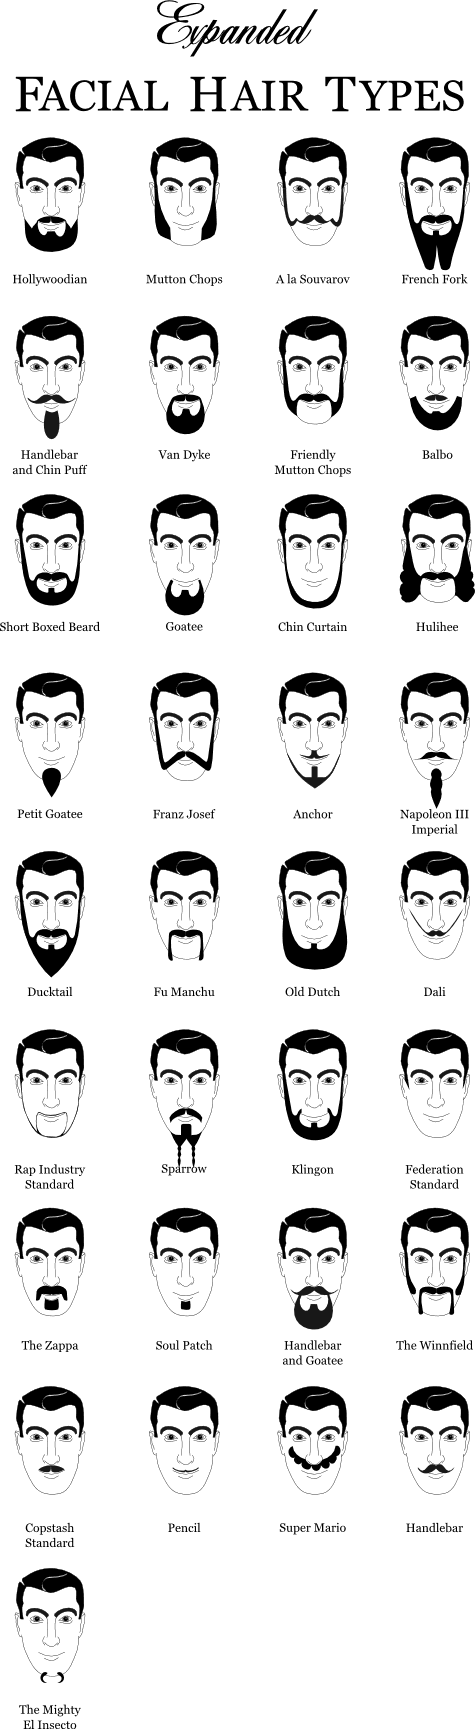 Expanded
FACIAL HAIR TYPES
Hollywoodian
Mutton Chops
A la Souvarov
French Fork
Handlebar
and Chin Puff
Van Dyke
Friendly
Mutton Chops
Balbo
Short Boxed Beard
Goatee
Chin Curtain
Hulihee
Petit Goatee
Franz Josef
Anchor
Napoleon III
Imperial
Ducktail
Fu Manchu
Old Dutch
Dali
Rap Industry
Standard
Sparrow
Klingon
Federation
Standard
The Zappa
Soul Patch
Handlebar
and Goatee
The Winnfield
Copstash
Standard
Pencil
Super Mario
Handlebar
The Mighty
El Insecto